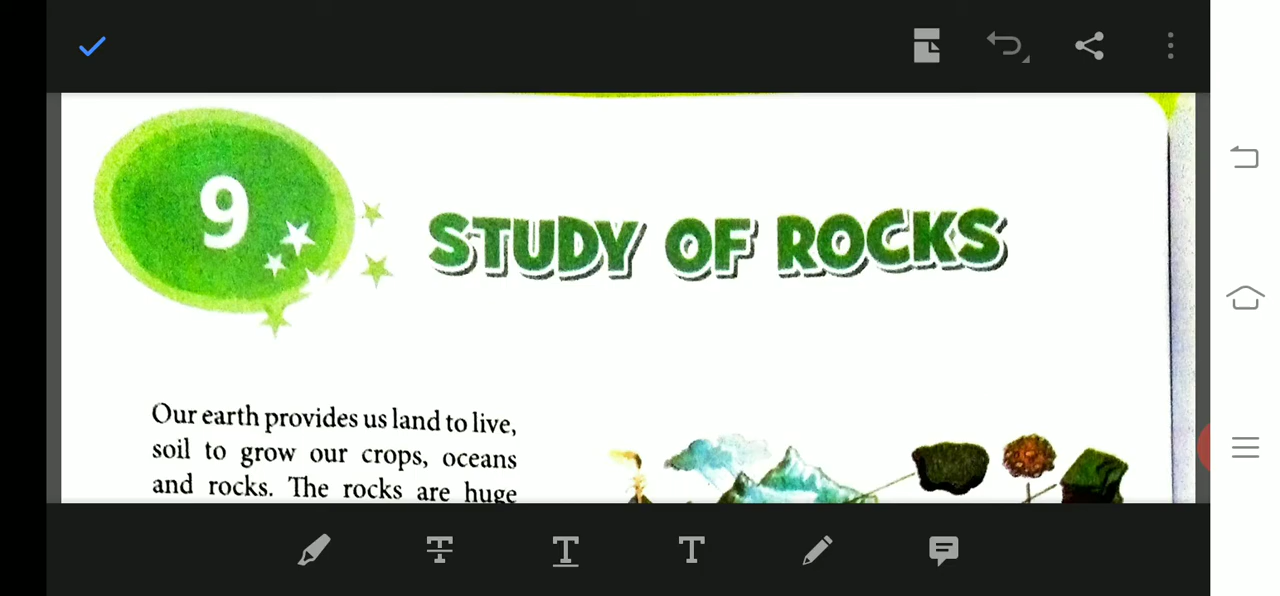 9
STUDY OF ROCKS
Our earth provides us land to live,
soil to grow our crops, oceans
and rocks. The rocks are huge